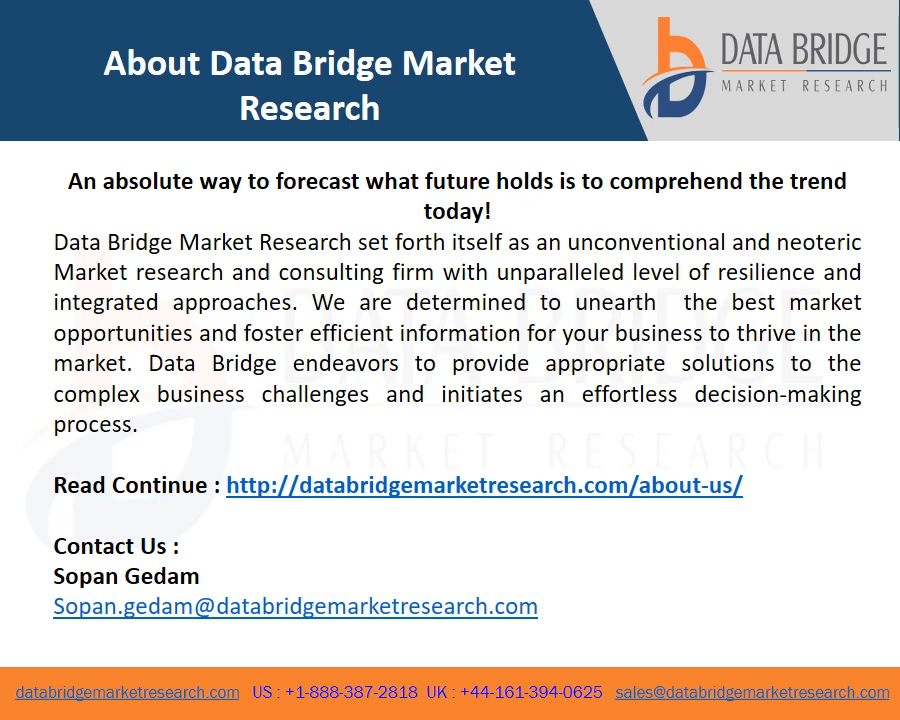 About Data Bridge Market
Research
DATA BRIDGE
MARKET RESEARCH
An absolute way to forecast what future holds is to comprehend the trend
today!
Data Bridge Market Research set forth itself as an unconventional and neoteric
Market research and consulting firm with unparalleled level of resilience and
integrated approaches. We are determined to unearth the best market
opportunities and foster efficient information for your business to thrive in the
market. Data Bridge endeavors to provide appropriate solutions to the
complex business challenges and initiates an effortless decision-making
process.
DATA BRIDGE
MARKET RESEARCH
Read Continue : http://databridgemarketresearch.com/about-us/
Contact Us :
Sopan Gedam
Sopan.gedam@databridgemarketresearch.com
databridgemarketresearch.com US : +1-888-387-2818 UK : +44-161-394-0625 sales@databridgemarketresearch.com